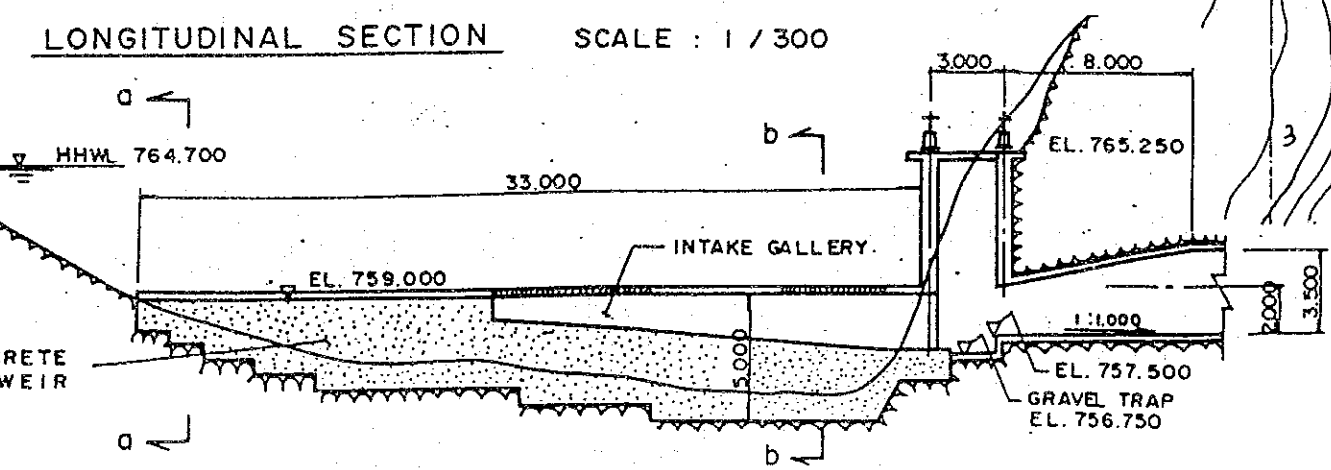 LONGITUDINAL SECTION SCALE : 1 / 300
3.000 8.000
a
b
HHWL 764.700
EL. 765.250
3
33.000
INTAKE GALLERY.
EL. 759.000
5.000
1:1.000
2.000
3.500
RETE
WEIR
EL. 757.500
GRAVEL TRAP
EL. 756.750
a
b